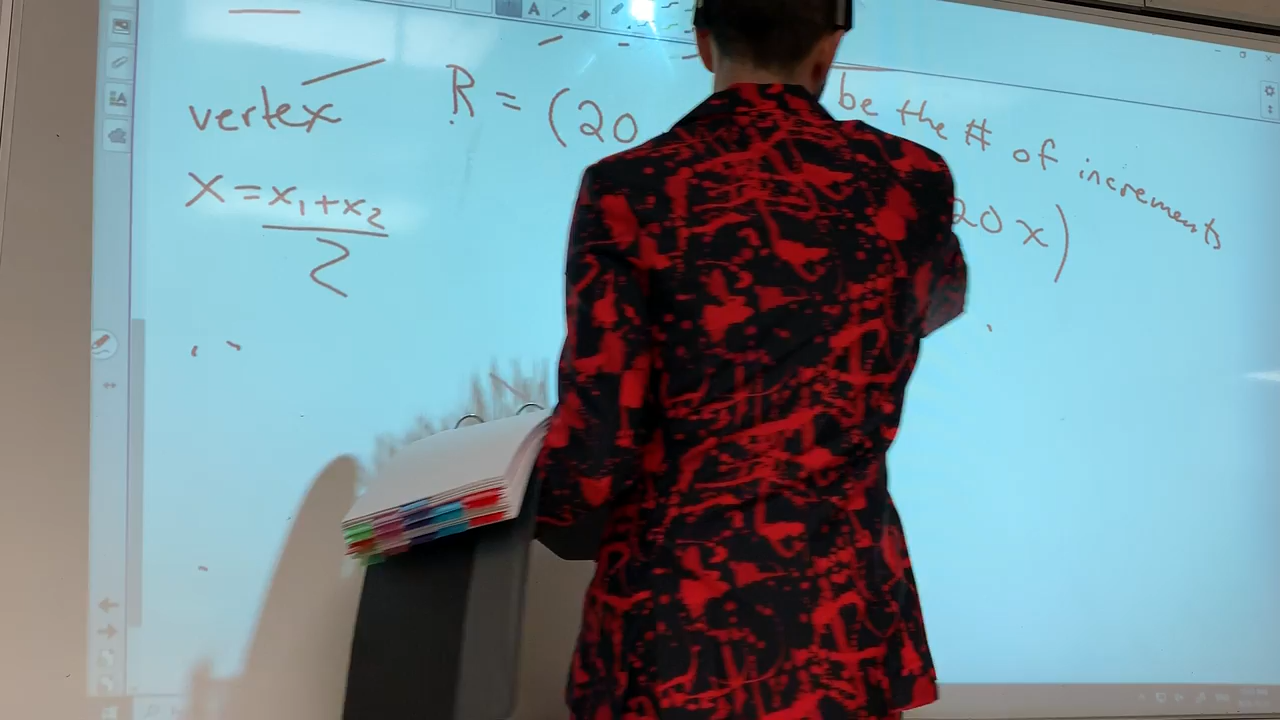 be the # of increments
vertex R = (20
20x)
x = x₁+x₂
2